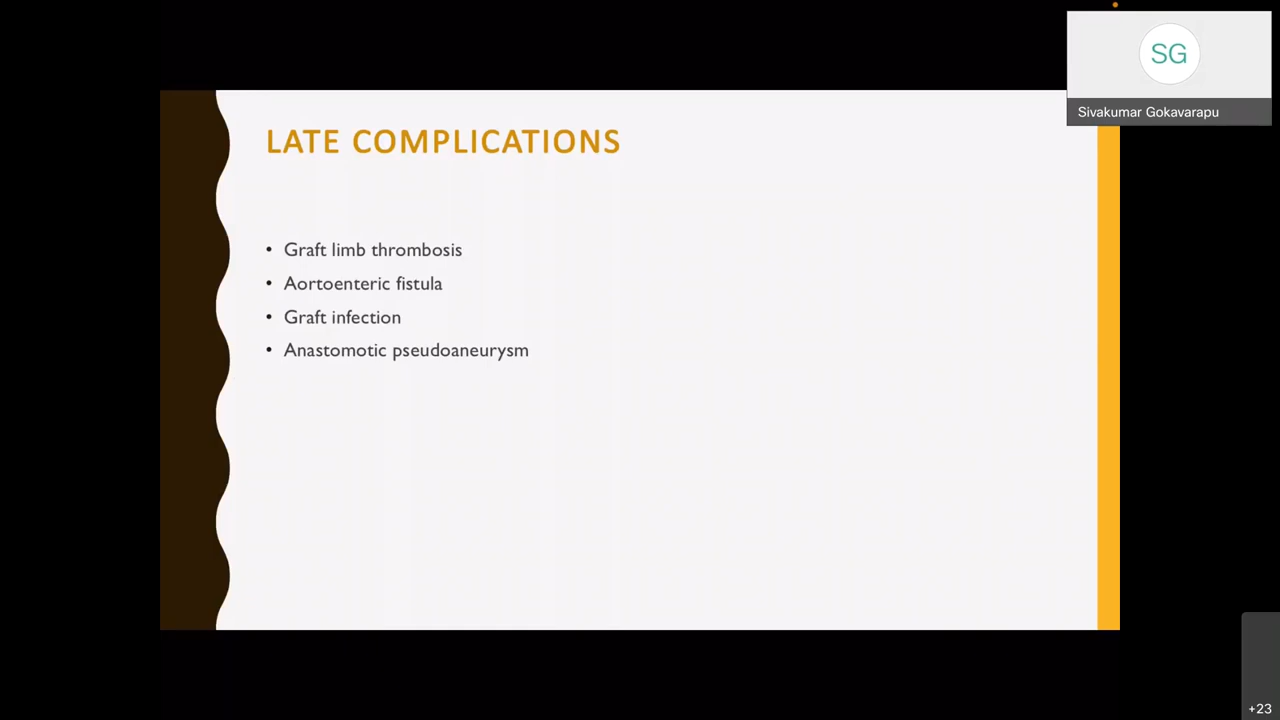 SG
Sivakumar Gokavarapu
LATE COMPLICATIONS
• Graft limb thrombosis
• Aortoenteric fistula
• Graft infection
• Anastomotic pseudoaneurysm
+23